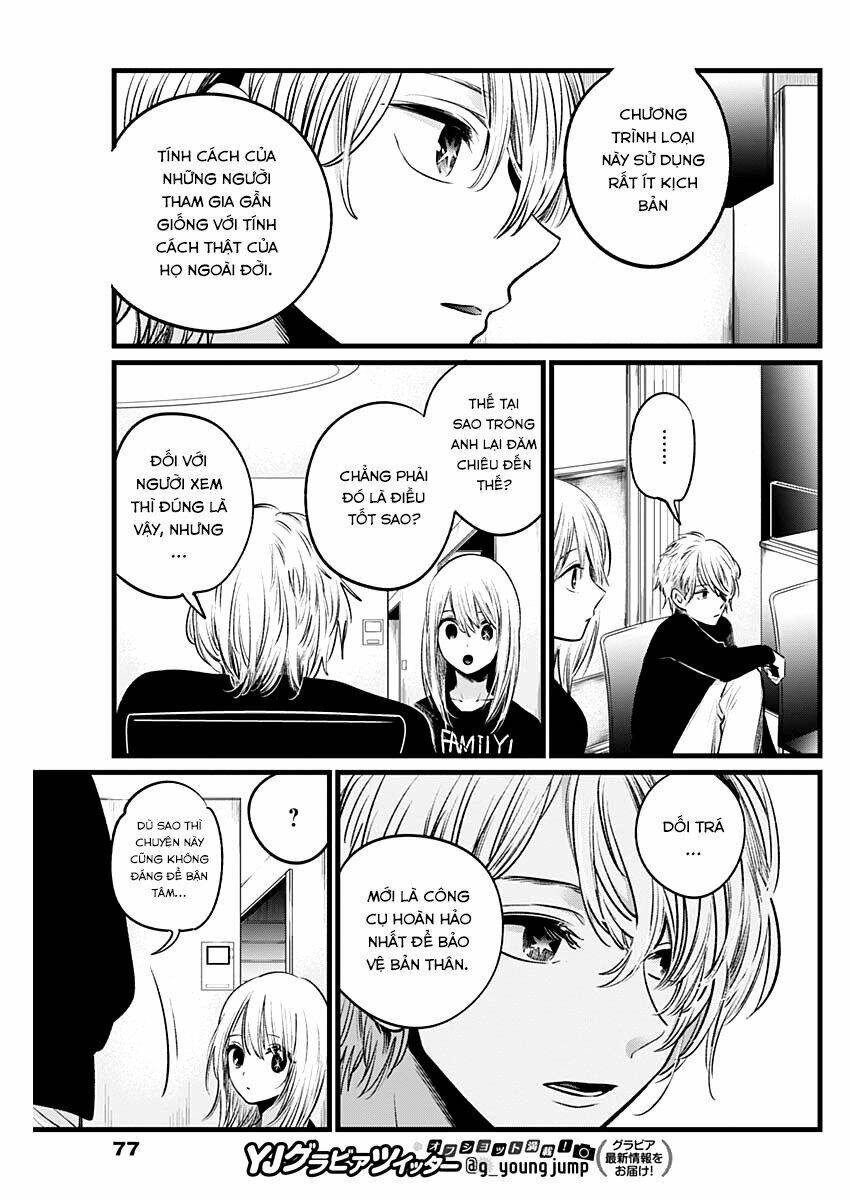 CHƯƠNG
TRÌNH LOẠI
NÀY SỬ DỤNG
RẤT ÍT KỊCH
BẢN
TÍNH CÁCH CỦA
NHỮNG NGƯỜI
THAM GIA GẦN
GIỐNG VỚI TÍNH
CÁCH THẬT CỦA
HỌ NGOÀI ĐỜI.
........
THẾ TẠI
SAO TRÔNG
ANH LẠI ĐĂM
CHIÊU ĐẾN
THẾ?
CHẲNG PHẢI
ĐÓ LÀ ĐIỀU
TỐT SAO?
ĐỐI VỚI
NGƯỜI XEM
THÌ ĐÚNG LÀ
VẬY, NHƯNG
...
FAMILY!
DỐI TRÁ
...
MỚI LÀ CÔNG
CỤ HOÀN HẢO
NHẤT ĐỂ BẢO
VỆ BẢN THÂN.
?
DÙ SAO THÌ
CHUYỆN NÀY
CŨNG KHÔNG
ĐÁNG ĐỂ BẬN
TÂM...
77
YJグラビアツイッター
オフショット満載!
@g_youngjump
グラビア
最新情報を
お届け!